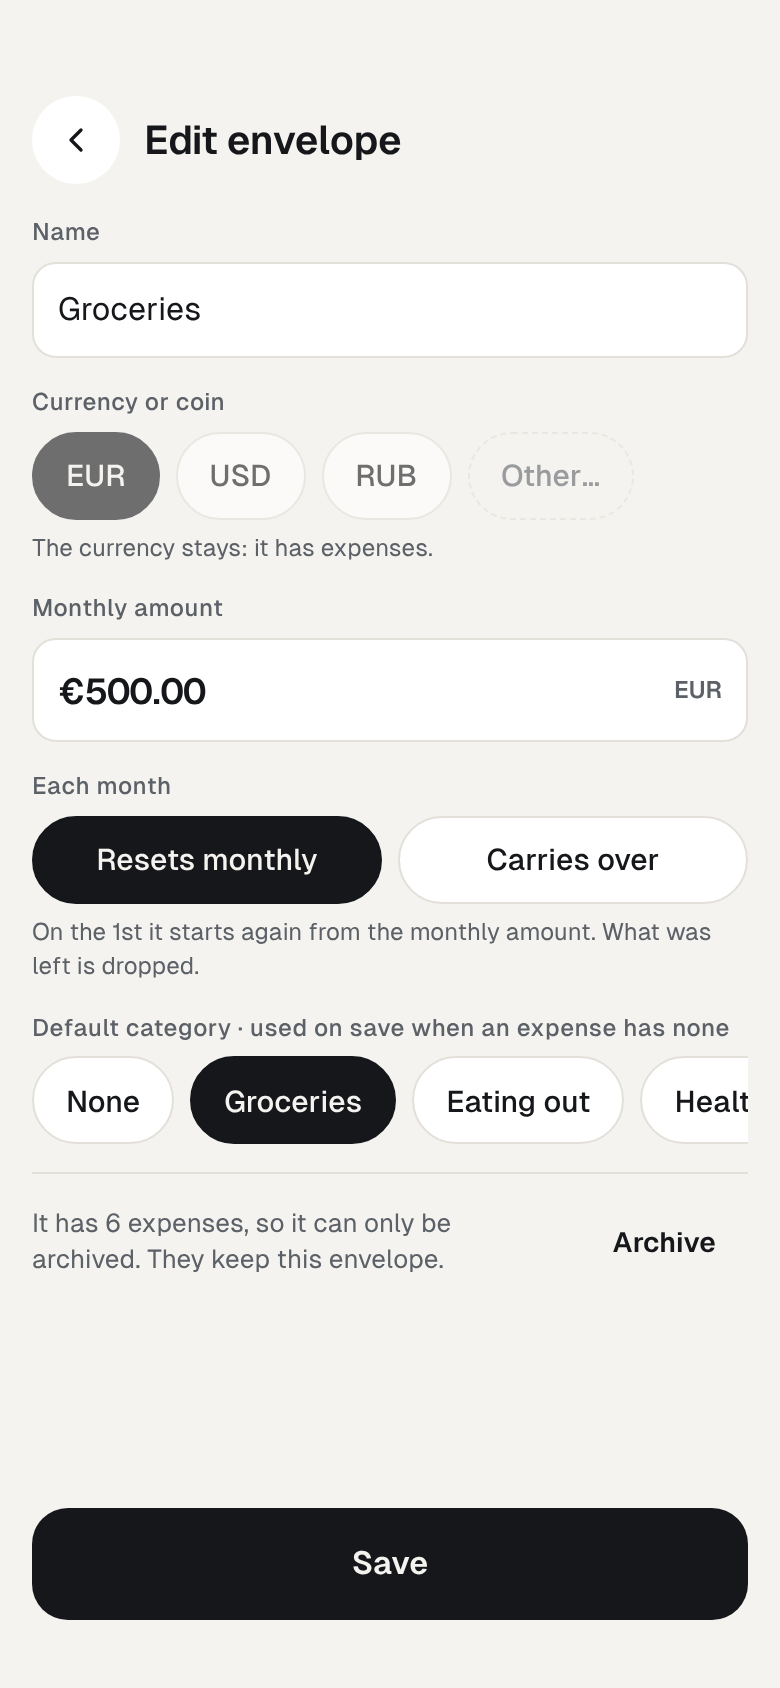 Edit envelope
Name
Groceries
Currency or coin
EUR USD RUB Other...
The currency stays: it has expenses.
Monthly amount
€500.00 EUR
Each month
Resets monthly Carries over
On the 1st it starts again from the monthly amount. What was
left is dropped.
Default category · used on save when an expense has none
None Groceries Eating out Healt
It has 6 expenses, so it can only be
archived. They keep this envelope.
Archive
Save